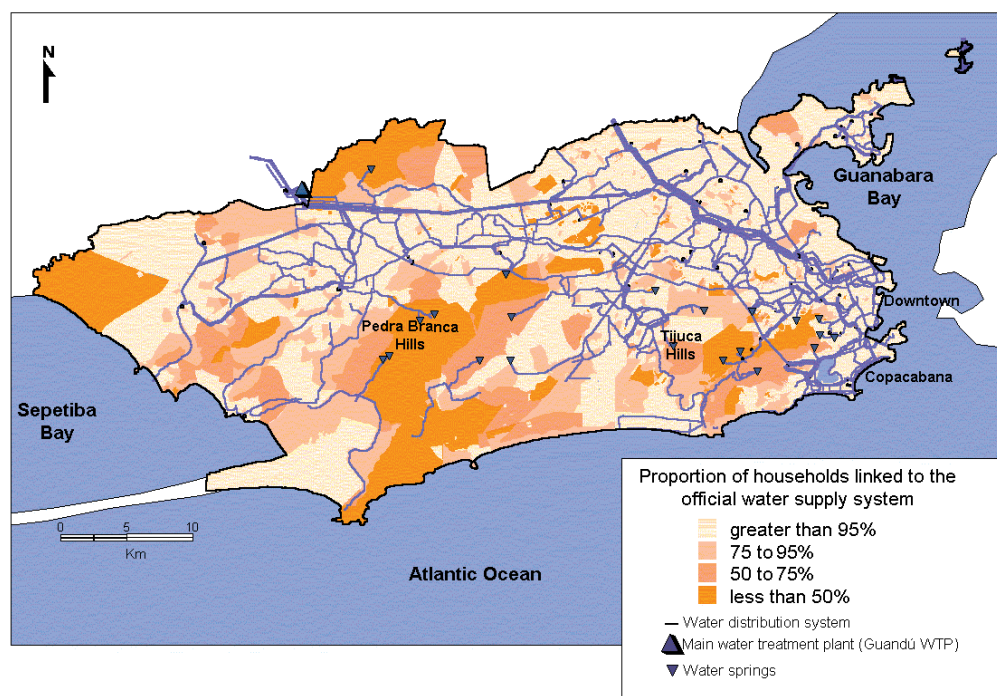 N
Guanabara
Bay
Downtown
Pedra Branca
Hills
Tijuca
Hills
Copacabana
Sepetiba
Bay
0 5 10
Km
Atlantic Ocean
Proportion of households linked to the
official water supply system
greater than 95%
75 to 95%
50 to 75%
less than 50%
Water distribution system
Main water treatment plant (Guandú WTP)
Water springs